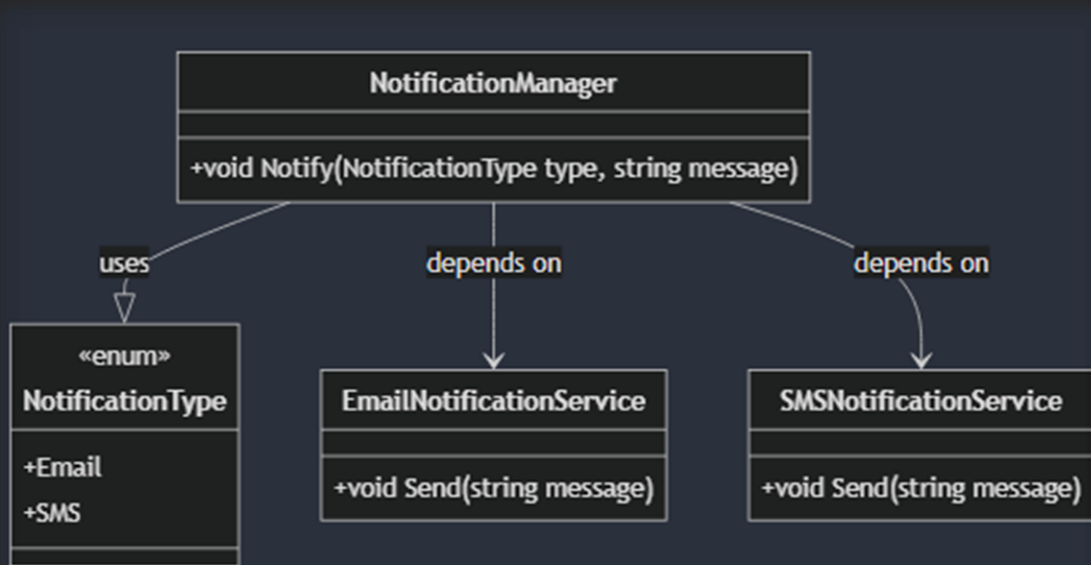 NotificationManager
+void Notify(NotificationType type, string message)
uses
depends on
depends on
«enum»
NotificationType
+Email
+SMS
EmailNotificationService
+void Send(string message)
SMSNotificationService
+void Send(string message)